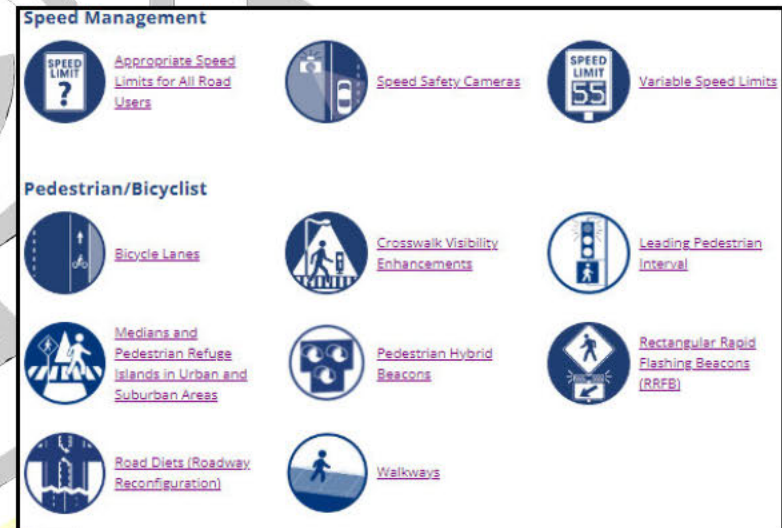 Speed Management
SPEED
LIMIT
?
Appropriate Speed
Limits for All Road
Users
Speed Safety Cameras
SPEED
LIMIT
55
Variable Speed Limits
Pedestrian/Bicyclist
Bicycle Lanes
Crosswalk Visibility
Enhancements
Leading Pedestrian
Interval
Medians and
Pedestrian Refuge
Islands in Urban and
Suburban Areas
Pedestrian Hybrid
Beacons
Rectangular Rapid
Flashing Beacons
(RRFB)
Road Diets (Roadway
Reconfiguration)
Walkways